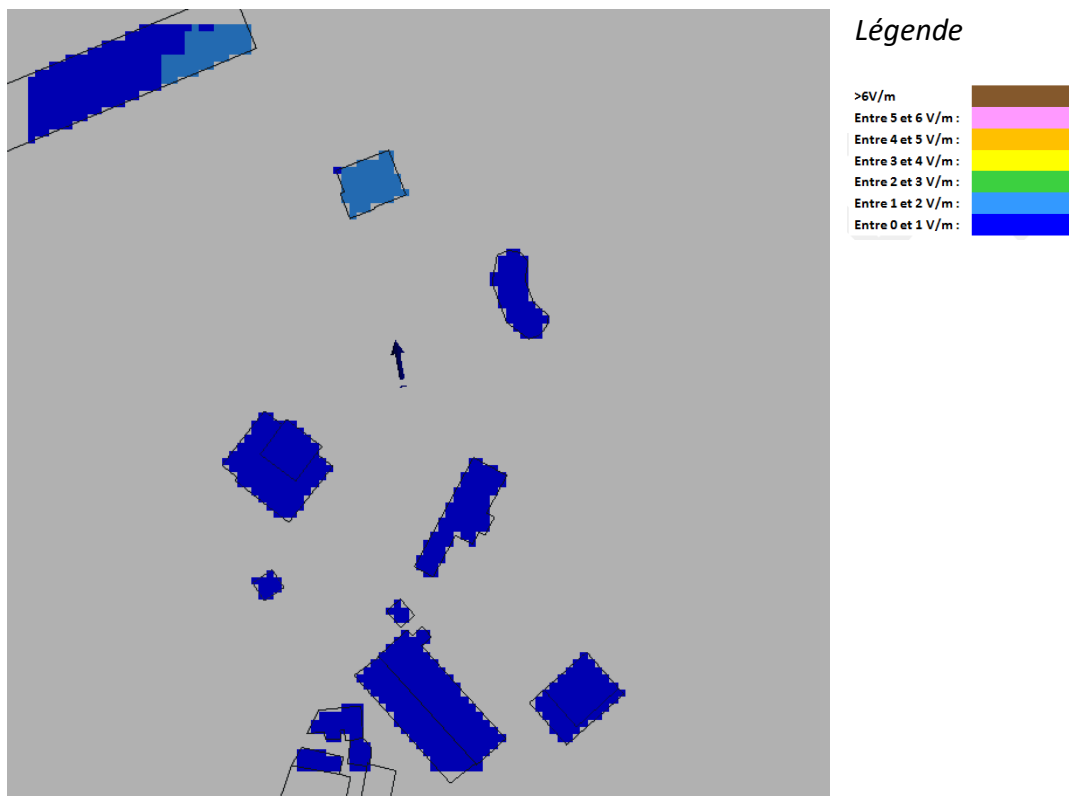 Légende
>6V/m
Entre 5 et 6 V/m :
Entre 4 et 5 V/m :
Entre 3 et 4 V/m :
Entre 2 et 3 V/m :
Entre 1 et 2 V/m :
Entre 0 et 1 V/m :